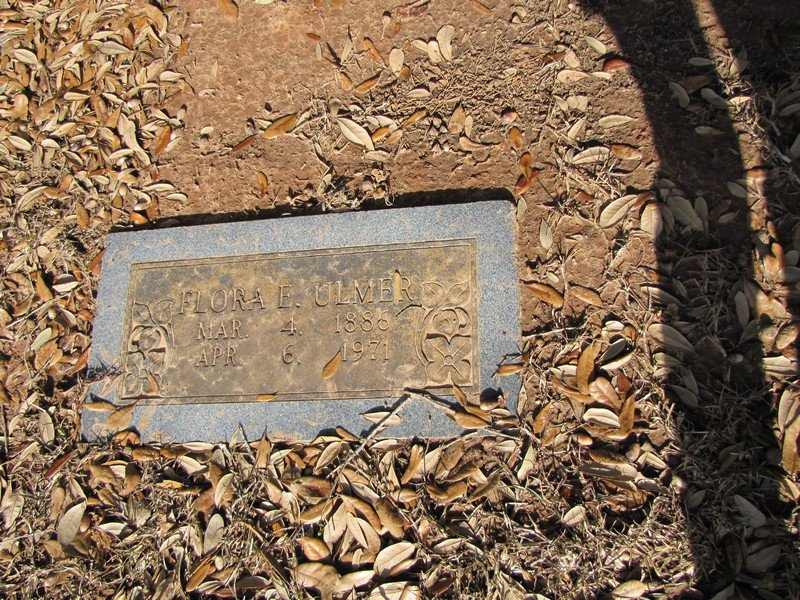 FLORA E. ULMER
MAR. 4. 1886
APR. 6. 1971